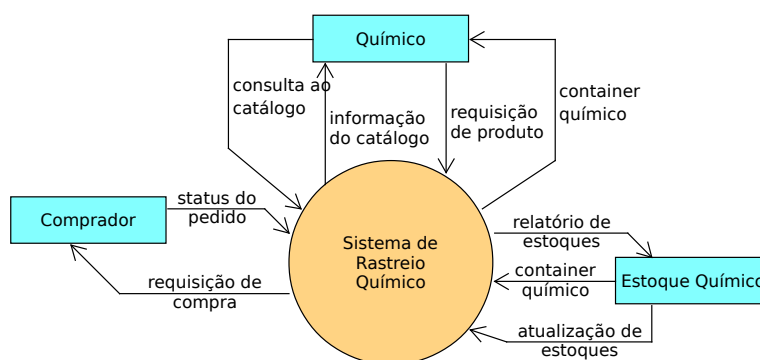 Químico
consulta ao
catálogo
informação
do catálogo
requisição
de produto
container
químico
Comprador
status do
pedido
requisição de
compra
Sistema de
Rastreio
Químico
relatório de
estoques
container
químico
Estoque Químico
atualização de
estoques